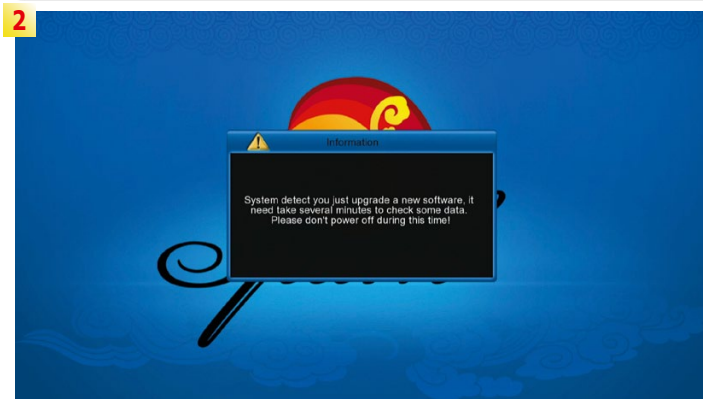 2
Information
System detect you just upgrade a new software, it
need take several minutes to check some data.
Please don't power off during this time!